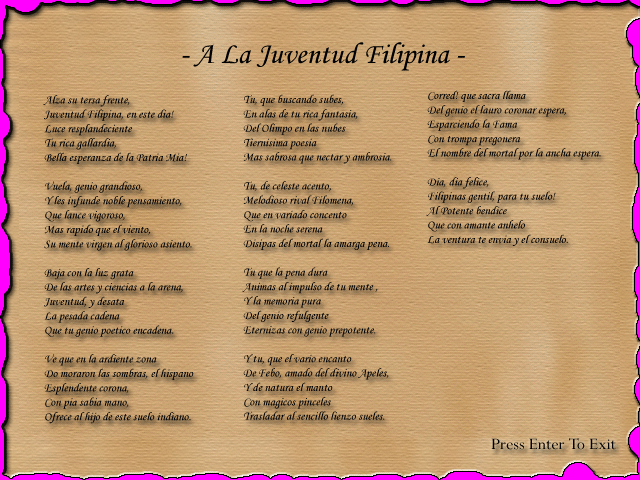 - A La Juventud Filipina -
Alza su tersa frente,
Juventud Filipina, en este dia!
Luce resplandeciente
Tu rica gallardia,
Bella esperanza de la Patria Mia!
Vuela, genio grandioso,
Y les infunde noble pensamiento,
Que lance vigoroso,
Mas rapido que el viento,
Su mente virgen al glorioso asiento.
Baja con la luz grata
De las artes y ciencias a la arena,
Juventud, y desata
La pesada cadena
Que tu genio poetico encadena.
Ve que en la ardiente zona
Do moraron las sombras, el hispano
Esplendente corona,
Con pia sabia mano,
Ofrece al hijo de este suelo indiano.
Tu, que buscando subes,
En alas de tu rica fantasia,
Del Olimpo en las nubes
Tiernisima poesia
Mas sabrosa que nectar y ambrosia.
Tu, de celeste acento,
Melodioso rival Filomena,
Que en variado concento
En la noche serena
Disipas del mortal la amarga pena.
Tu que la pena dura
Animas al impulso de tu mente ,
Y la memoria pura
Del genio refulgente
Eternizas con genio prepotente.
Y tu, que el vario encanto
De Febo, amado del divino Apeles,
Y de natura el manto
Con magicos pinceles
Trasladar al sencillo lienzo sueles.
Corred! que sacra llama
Del genio el lauro coronar espera,
Esparciendo la Fama
Con trompa pregonera
El nombre del mortal por la ancha espera.
Dia, dia felice,
Filipinas gentil, para tu suelo!
Al Potente bendice
Que con amante anhelo
La ventura te envia y el consuelo.
Press Enter To Exit